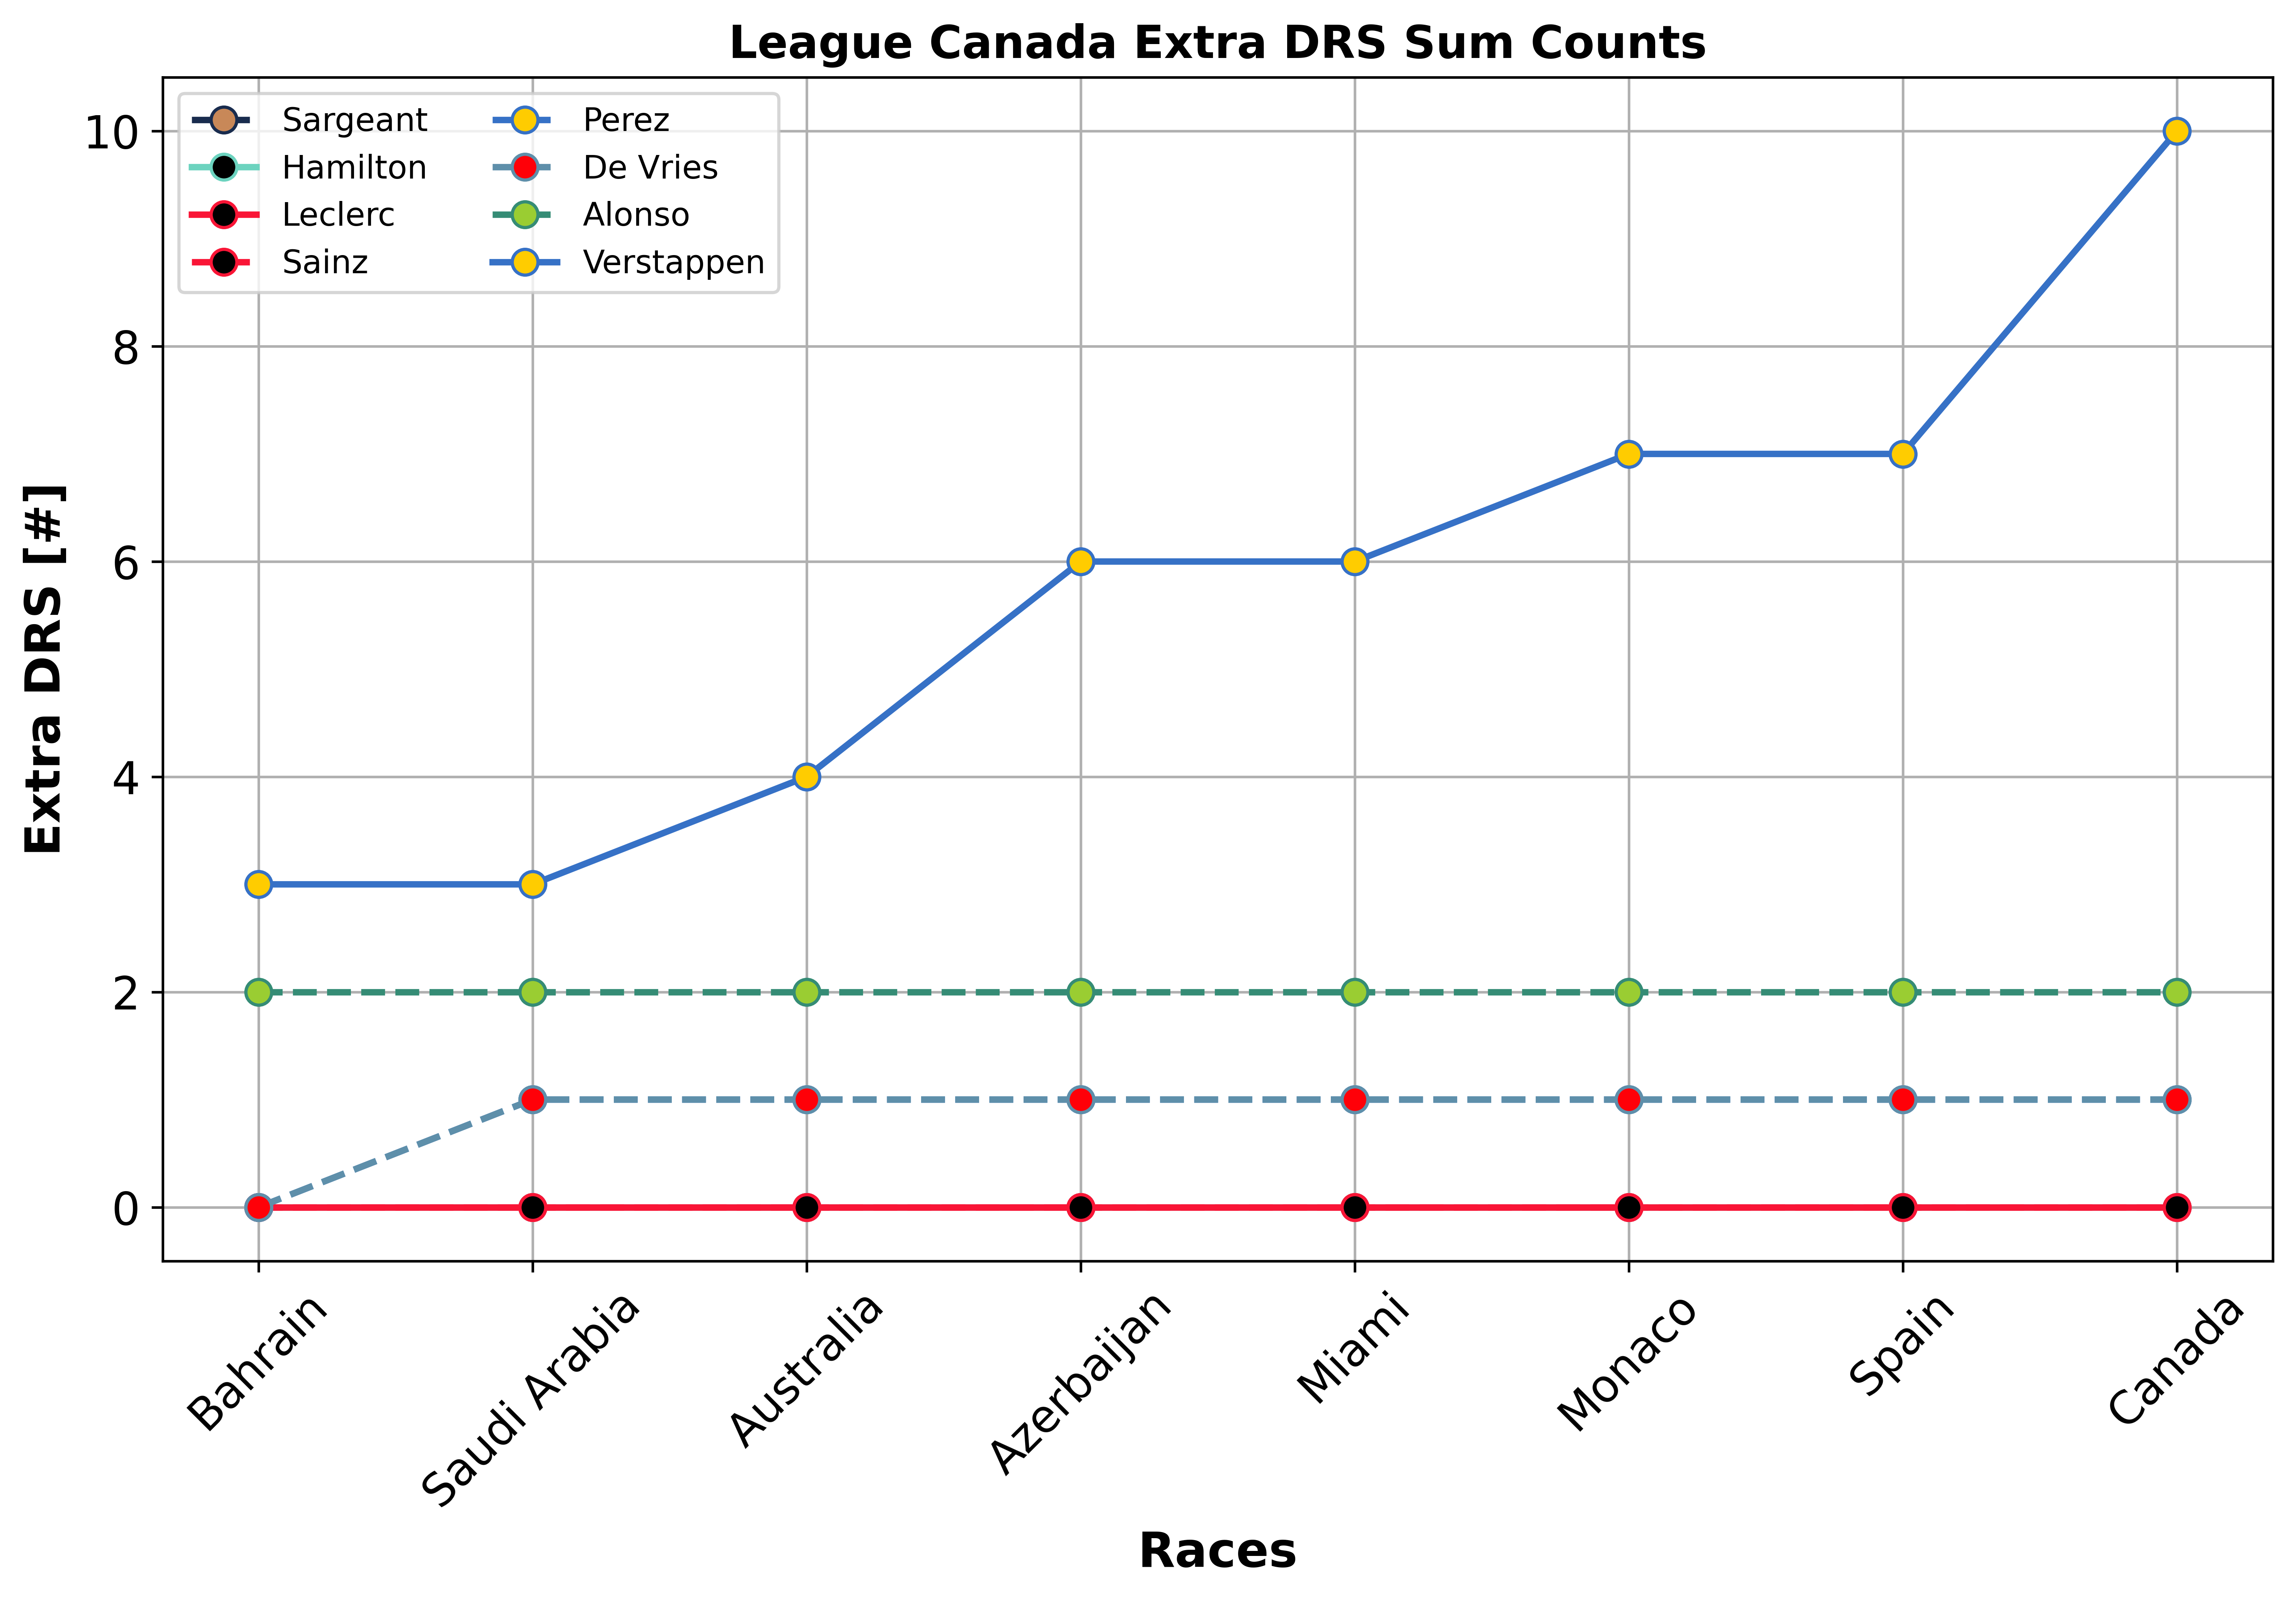 League Canada Extra DRS Sum Counts
Sargeant
Hamilton
Leclerc
Sainz
Perez
De Vries
Alonso
Verstappen
Extra DRS [#]
10
8
6
4
2
0
Bahrain
Saudi Arabia
Australia
Azerbaijan
Miami
Monaco
Spain
Canada
Races